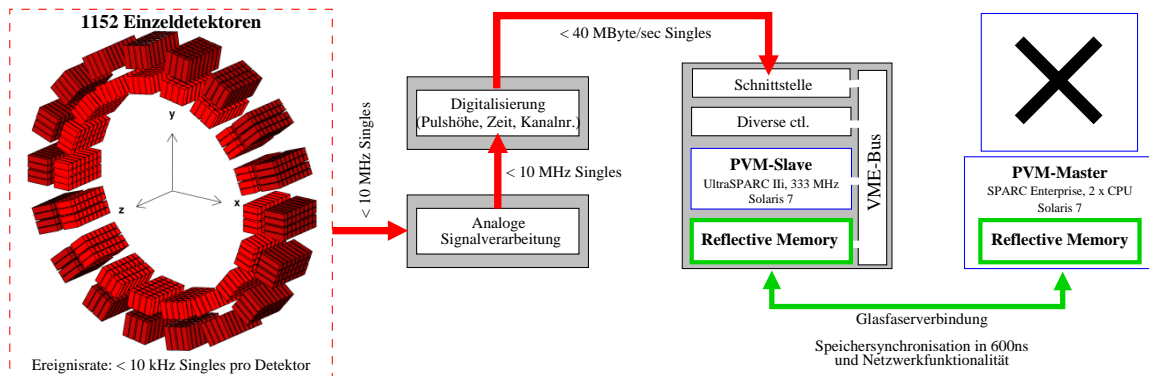 1152 Einzeldetektoren
y
z
x
Ereignisrate: < 10 kHz Singles pro Detektor
< 10 MHz Singles
Digitalisierung
(Pulshöhe, Zeit, Kanalnr.)
< 10 MHz Singles
Analoge
Signalverarbeitung
< 40 MByte/sec Singles
Schnittstelle
Diverse ctl.
PVM-Slave
UltraSPARC IIi, 333 MHz
Solaris 7
Reflective Memory
VME-Bus
PVM-Master
SPARC Enterprise, 2 x CPU
Solaris 7
Reflective Memory
Glasfaserverbindung
Speichersynchronisation in 600ns
und Netzwerkfunktionalität